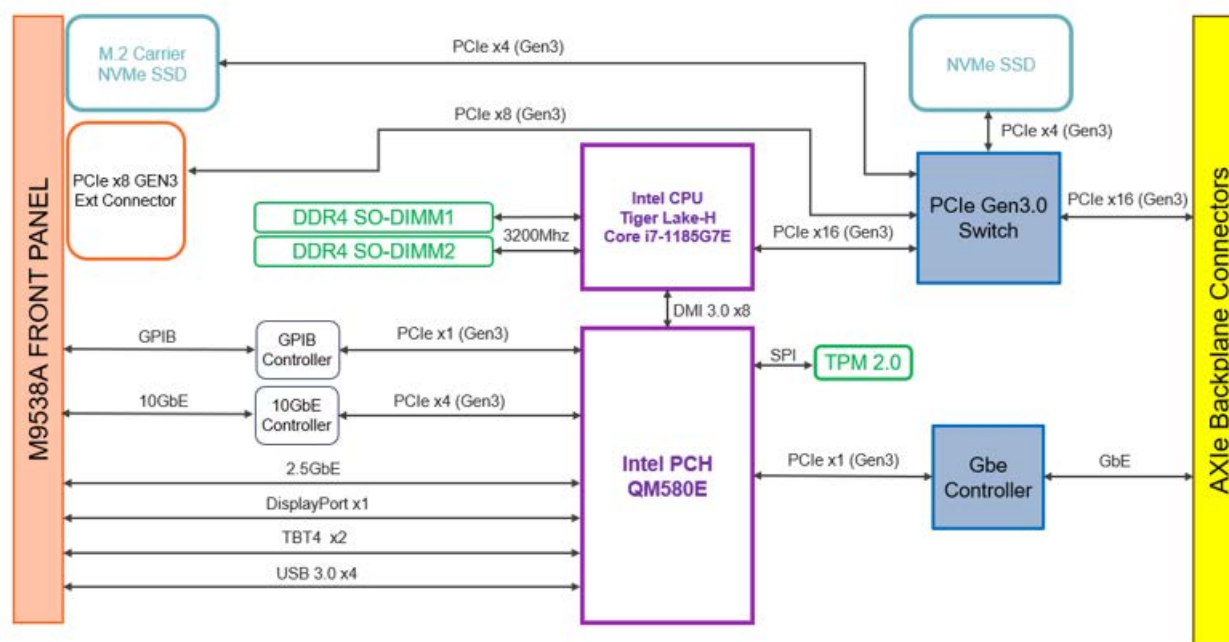 M9538A FRONT PANEL
M.2 Carrier
NVMe SSD
PCIe x4 (Gen3)
NVMe SSD
PCIe x4 (Gen3)
PCIe x8 (Gen3)
PCIe x8 GEN3
Ext Connector
Intel CPU
Tiger Lake-H
Core i7-1185G7E
DDR4 SO-DIMM1
3200Mhz
DDR4 SO-DIMM2
PCIe x16 (Gen3)
PCIe Gen3.0
Switch
PCIe x16 (Gen3)
DMI 3.0 x8
GPIB
GPIB
Controller
PCIe x1 (Gen3)
SPI
TPM 2.0
10GbE
10GbE
Controller
PCIe x4 (Gen3)
Intel PCH
QM580E
PCIe x1 (Gen3)
Gbe
Controller
GbE
2.5GbE
DisplayPort x1
TBT4 x2
USB 3.0 x4
AXIe Backplane Connectors